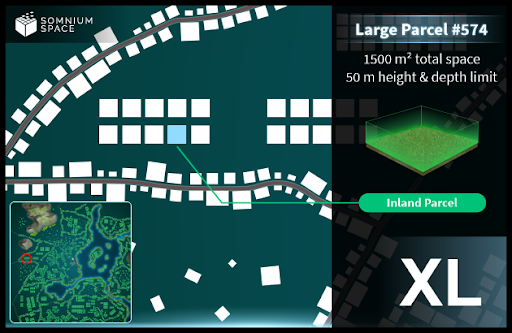 SOMNIUM
SPACE
Large Parcel #574
1500 m² total space
50 m height & depth limit
Inland Parcel
XL